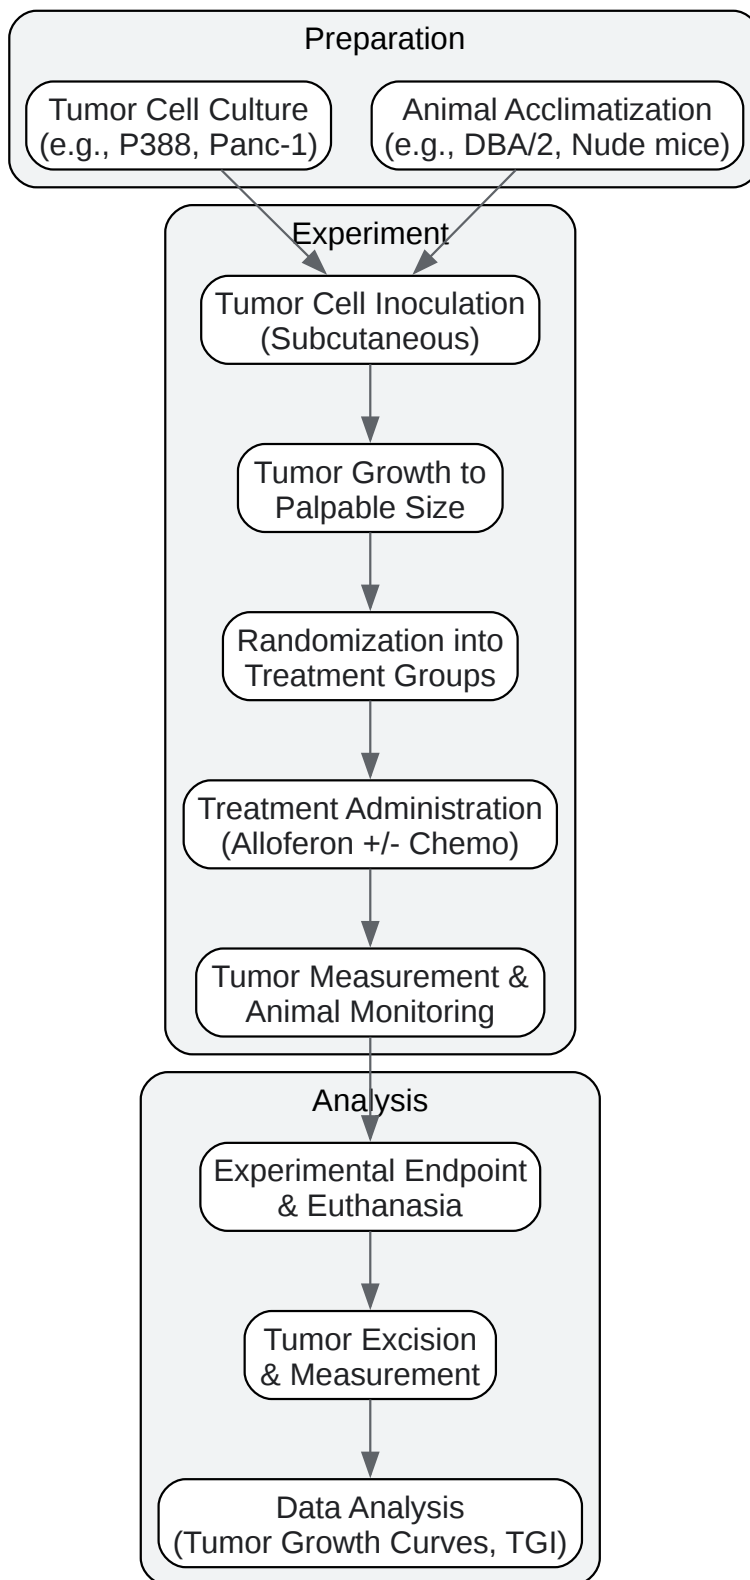 Preparation
Tumor Cell Culture
(e.g., P388, Panc-1)
Animal Acclimatization
(e.g., DBA/2, Nude mice)
Experiment
Tumor Cell Inoculation
(Subcutaneous)
Tumor Growth to
Palpable Size
Randomization into
Treatment Groups
Treatment Administration
(Alloferon +/- Chemo)
Tumor Measurement &
Animal Monitoring
Analysis
Experimental Endpoint
& Euthanasia
Tumor Excision
& Measurement
Data Analysis
(Tumor Growth Curves, TGI)